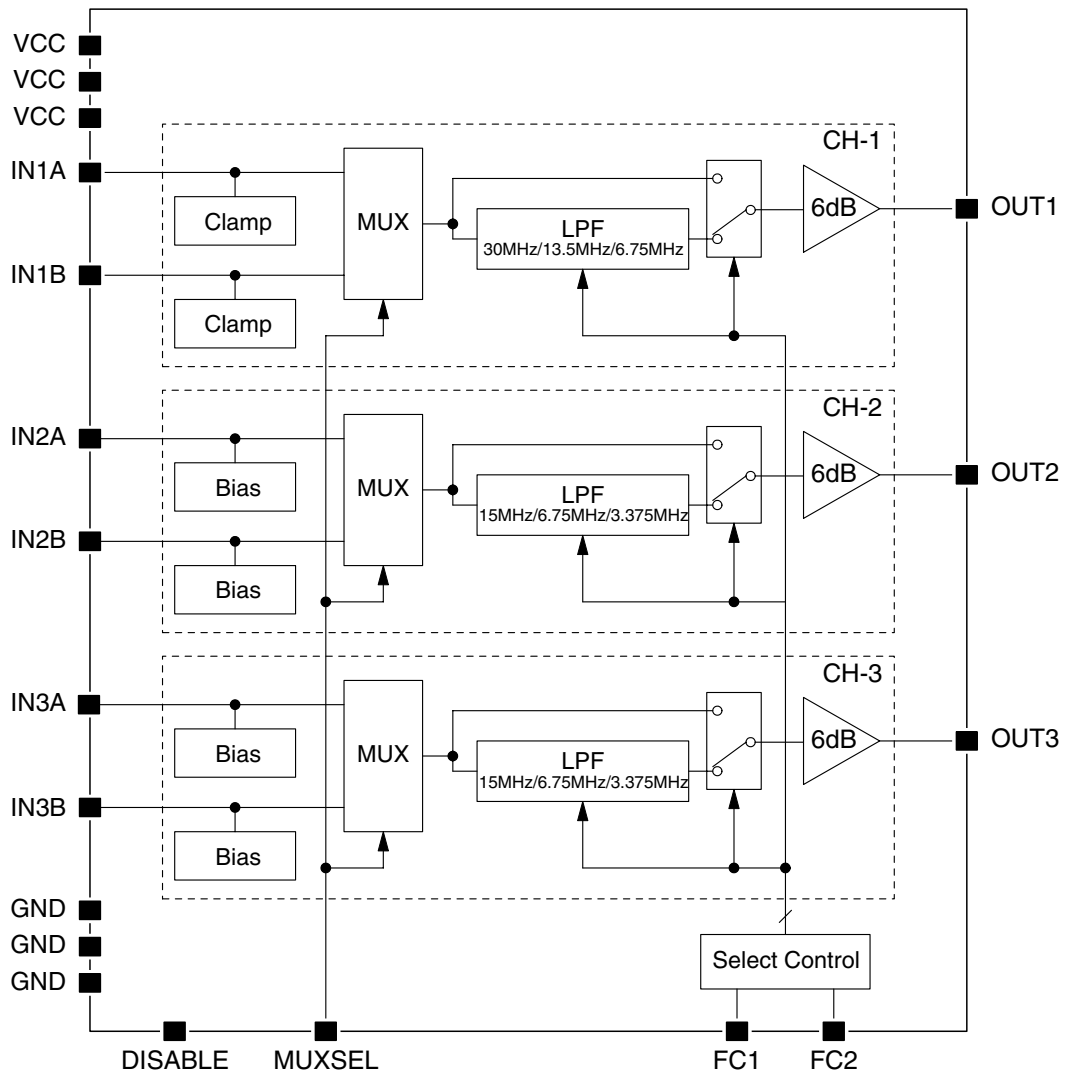 VCC
VCC
VCC
CH-1
IN1A
Clamp
MUX
LPF
30MHz/13.5MHz/6.75MHz
6dB
OUT1
IN1B
Clamp
CH-2
IN2A
Bias
MUX
LPF
15MHz/6.75MHz/3.375MHz
6dB
OUT2
IN2B
Bias
CH-3
IN3A
Bias
MUX
LPF
15MHz/6.75MHz/3.375MHz
6dB
OUT3
IN3B
Bias
GND
GND
GND
Select Control
DISABLE
MUXSEL
FC1
FC2